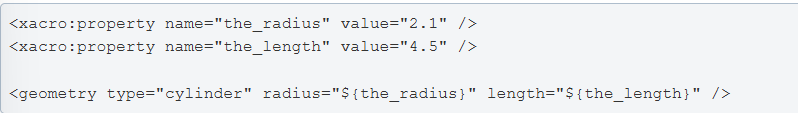 <xacro:property name="the_radius" value="2.1" />
<xacro:property name="the_length" value="4.5" />
<geometry type="cylinder" radius="${the_radius}" length="${the_length}" />